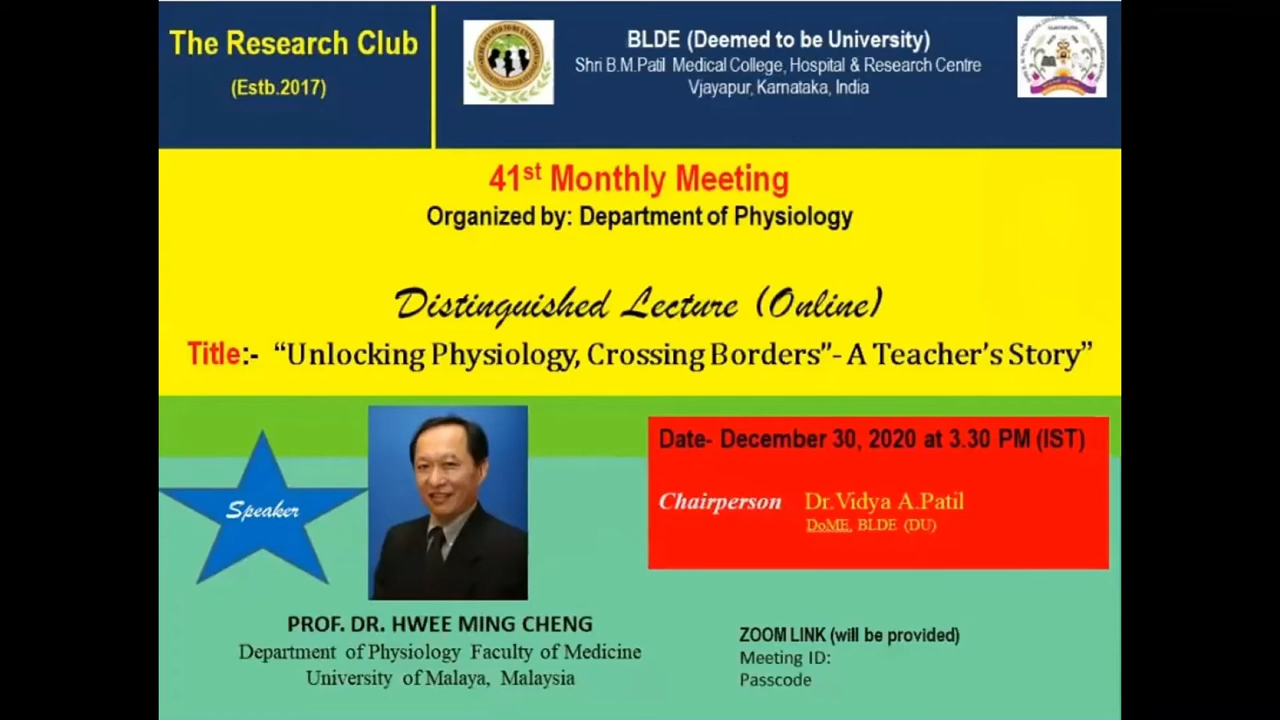 The Research Club
(Estb.2017)
BLDE (Deemed to be University)
Shri B.M.Patil Medical College, Hospital & Research Centre
Vjayapur, Karnataka, India
41st Monthly Meeting
Organized by: Department of Physiology
Distinguished Lecture (Online)
Title:- “Unlocking Physiology, Crossing Borders”- A Teacher’s Story”
Speaker
Date- December 30, 2020 at 3.30 PM (IST)
Chairperson Dr.Vidya A.Patil
DoME, BLDE (DU)
PROF. DR. HWEE MING CHENG
Department of Physiology Faculty of Medicine
University of Malaya, Malaysia
ZOOM LINK (will be provided)
Meeting ID:
Passcode